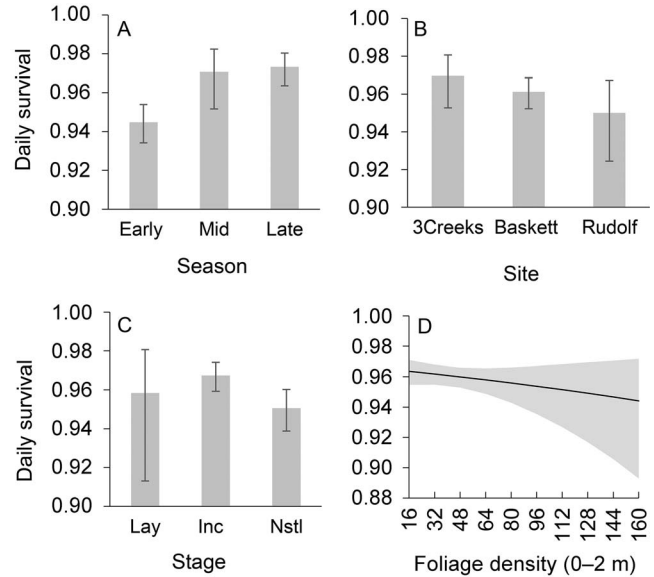 A
Daily survival
1.00
0.98
0.96
0.94
0.92
0.90
Early Mid Late
Season
B
1.00
0.98
0.96
0.94
0.92
0.90
3Creeks Baskett Rudolf
Site
C
Daily survival
1.00
0.98
0.96
0.94
0.92
0.90
Lay Inc Nstl
Stage
D
1.00
0.98
0.96
0.94
0.92
0.90
0.88
16 32 48 64 80 96 112 128 144 160
Foliage density (0–2 m)